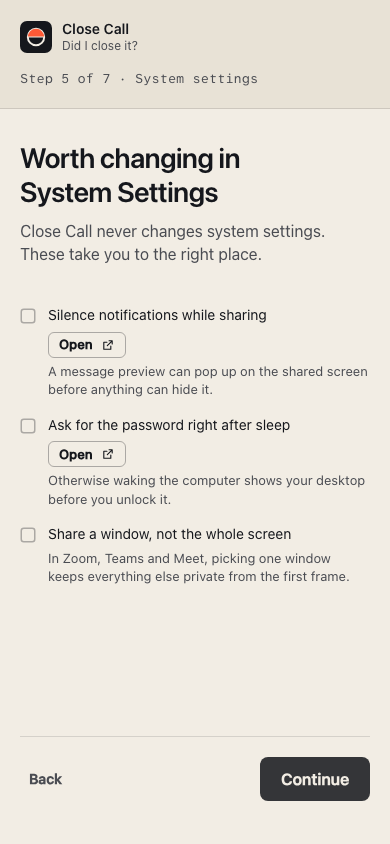 Close Call
Did I close it?
Step 5 of 7 · System settings
Worth changing in
System Settings
Close Call never changes system settings.
These take you to the right place.
Silence notifications while sharing
Open
A message preview can pop up on the shared screen
before anything can hide it.
Ask for the password right after sleep
Open
Otherwise waking the computer shows your desktop
before you unlock it.
Share a window, not the whole screen
In Zoom, Teams and Meet, picking one window
keeps everything else private from the first frame.
Back
Continue